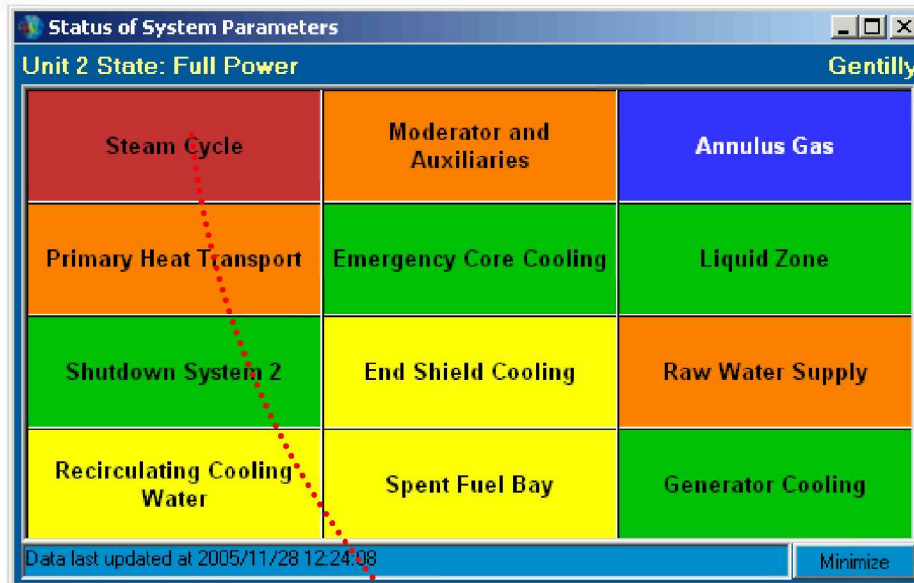 Status of System Parameters
Unit 2 State: Full Power
Gentilly
Steam Cycle
Moderator and
Auxiliaries
Annulus Gas
Primary Heat Transport
Emergency Core Cooling
Liquid Zone
Shutdown System 2
End Shield Cooling
Raw Water Supply
Recirculating Cooling
Water
Spent Fuel Bay
Generator Cooling
Data last updated at 2005/11/28 12:24:08
Minimize